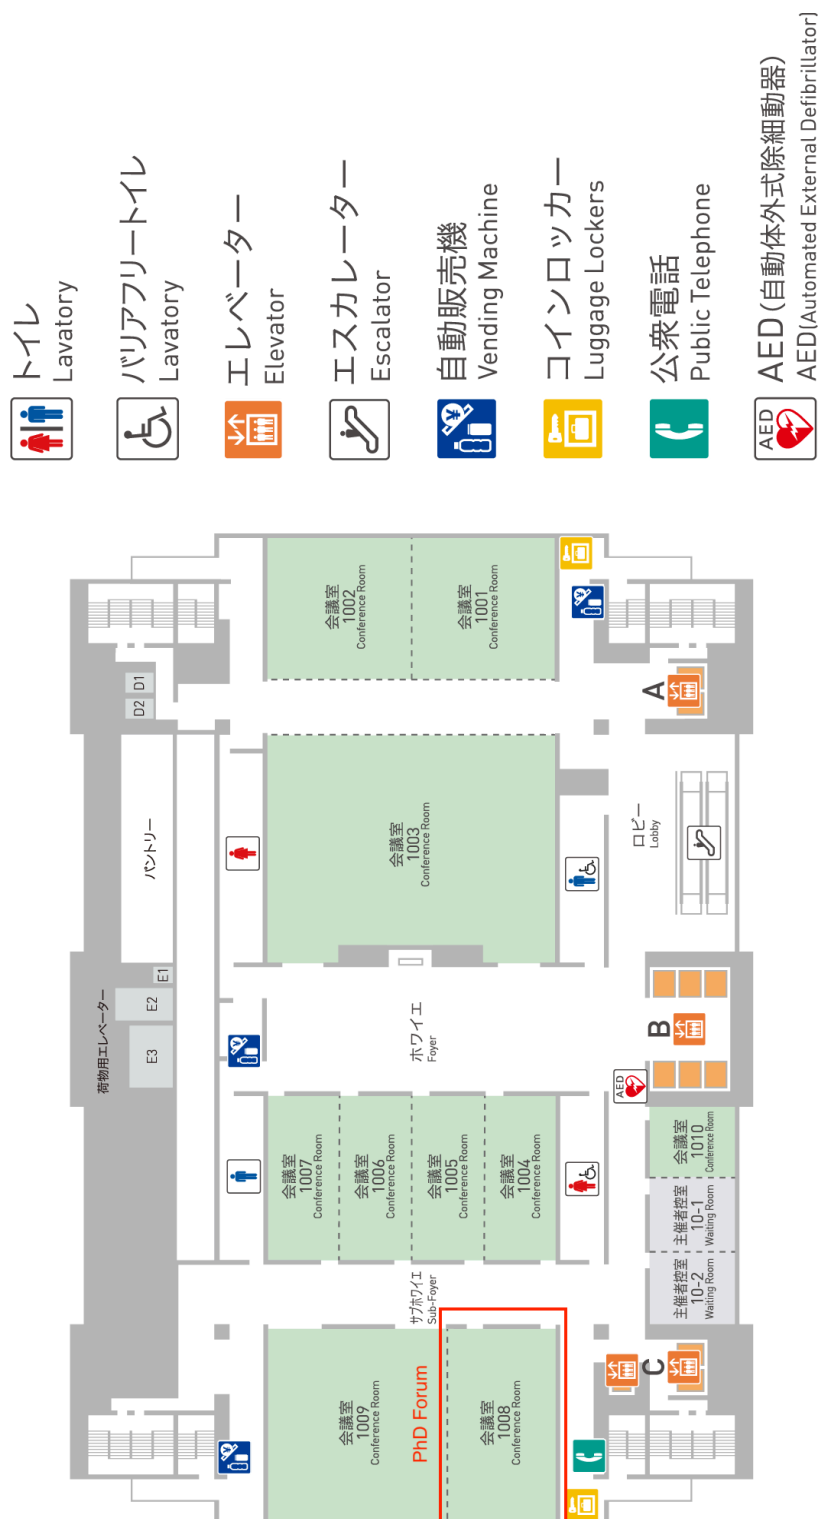 トイレ
Lavatory
バリアフリートイレ
Lavatory
エレベーター
Elevator
エスカレーター
Escalator
自動販売機
Vending Machine
コインロッカー
Luggage Lockers
公衆電話
Public Telephone
AED
AED(自動体外式除細動器)
AED(Automated External Defibrillator)
会議室
1002
Conference Room
会議室
1001
Conference Room
D1
D2
A
パントリー
会議室
1003
Conference Room
ロビー
Lobby
荷物用エレベーター
E1
E2
E3
ホワイエ
Foyer
B
AED
会議室
1007
Conference Room
会議室
1006
Conference Room
会議室
1005
Conference Room
会議室
1004
Conference Room
会議室
1010
Conference Room
主催者控室
10-1
Waiting Room
主催者控室
10-2
Waiting Room
サブホワイエ
Sub-Foyer
C
会議室
1009
Conference Room
PhD Forum
会議室
1008
Conference Room